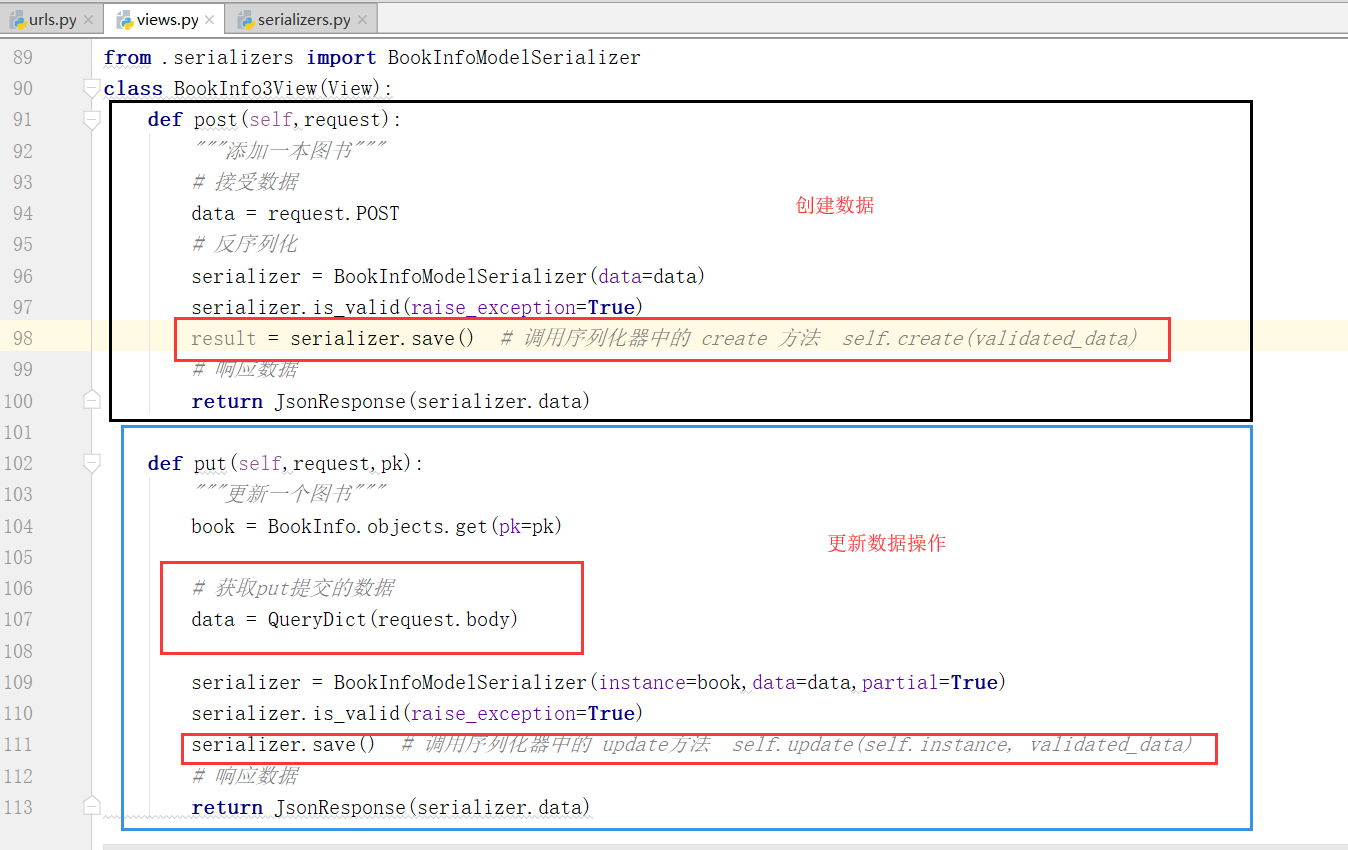 urls.py × views.py × serializers.py ×
89 from .serializers import BookInfoModelSerializer
90 class BookInfo3View(View):
91 def post(self,request):
92 """添加一本图书"""
93 # 接受数据
94 data = request.POST
创建数据
95 # 反序列化
96 serializer = BookInfoModelSerializer(data=data)
97 serializer.is_valid(raise_exception=True)
98 result = serializer.save() # 调用序列化器中的 create 方法 self.create(validated_data)
99 # 响应数据
100 return JsonResponse(serializer.data)
101
102 def put(self,request,pk):
103 """更新一个图书"""
104 book = BookInfo.objects.get(pk=pk)
更新数据操作
105
106 # 获取put提交的数据
107 data = QueryDict(request.body)
108
109 serializer = BookInfoModelSerializer(instance=book,data=data,partial=True)
110 serializer.is_valid(raise_exception=True)
111 serializer.save() # 调用序列化器中的 update方法 self.update(self.instance, validated_data)
112 # 响应数据
113 return JsonResponse(serializer.data)